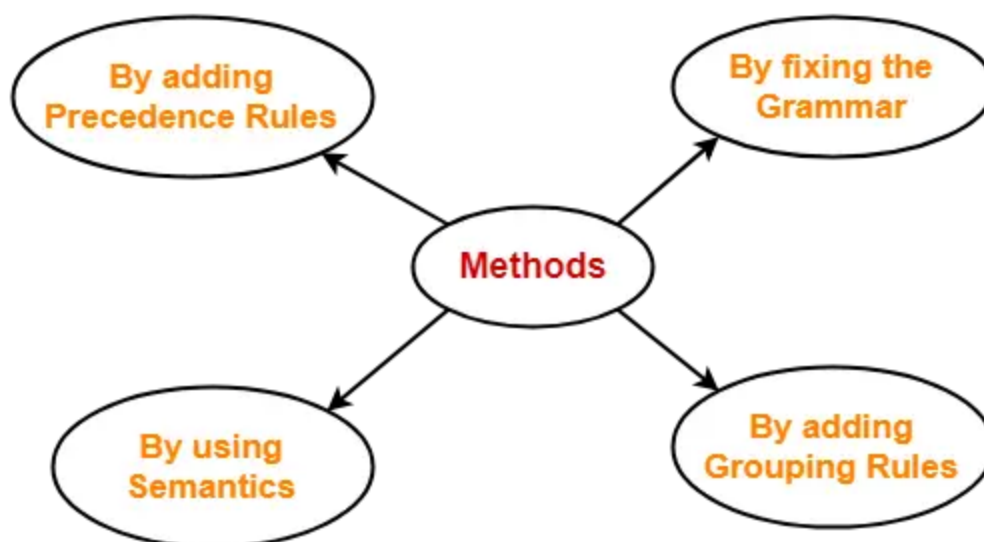 By adding
Precedence Rules
By fixing the
Grammar
Methods
By using
Semantics
By adding
Grouping Rules